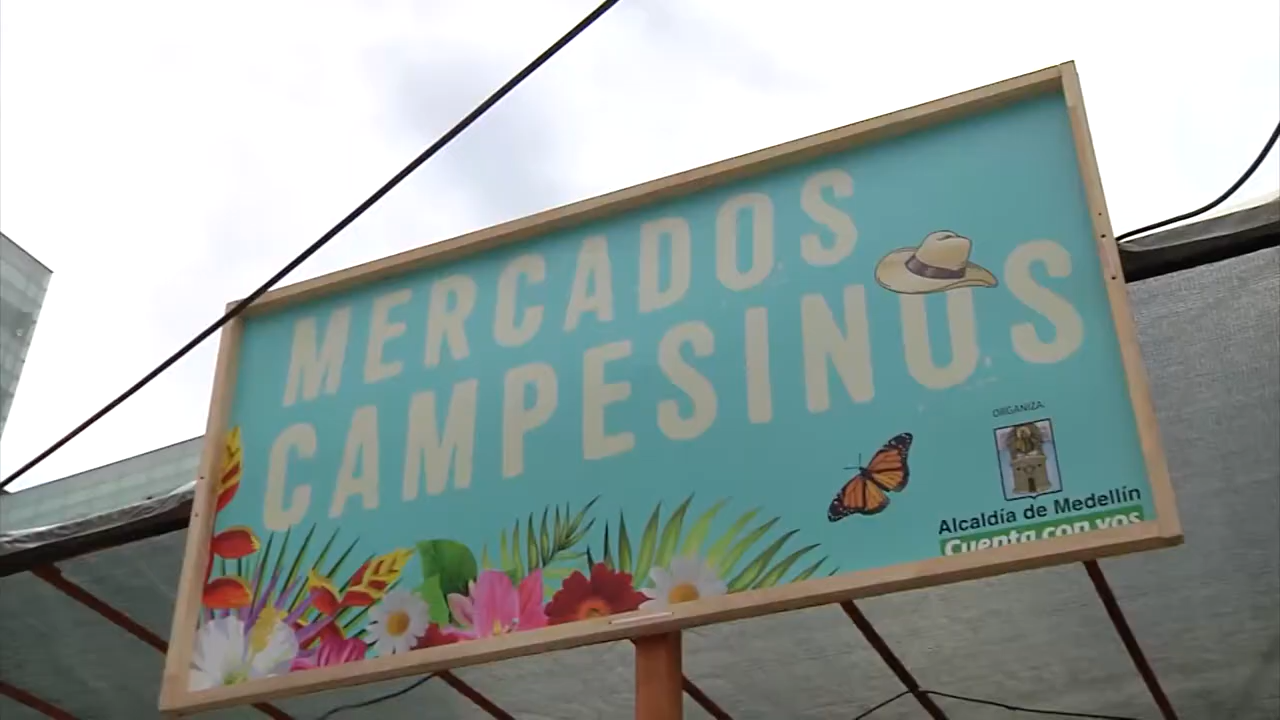 MERCADOS
CAMPESINOS
ORGANIZA:
Alcaldía de Medellín
Cuenta con vos